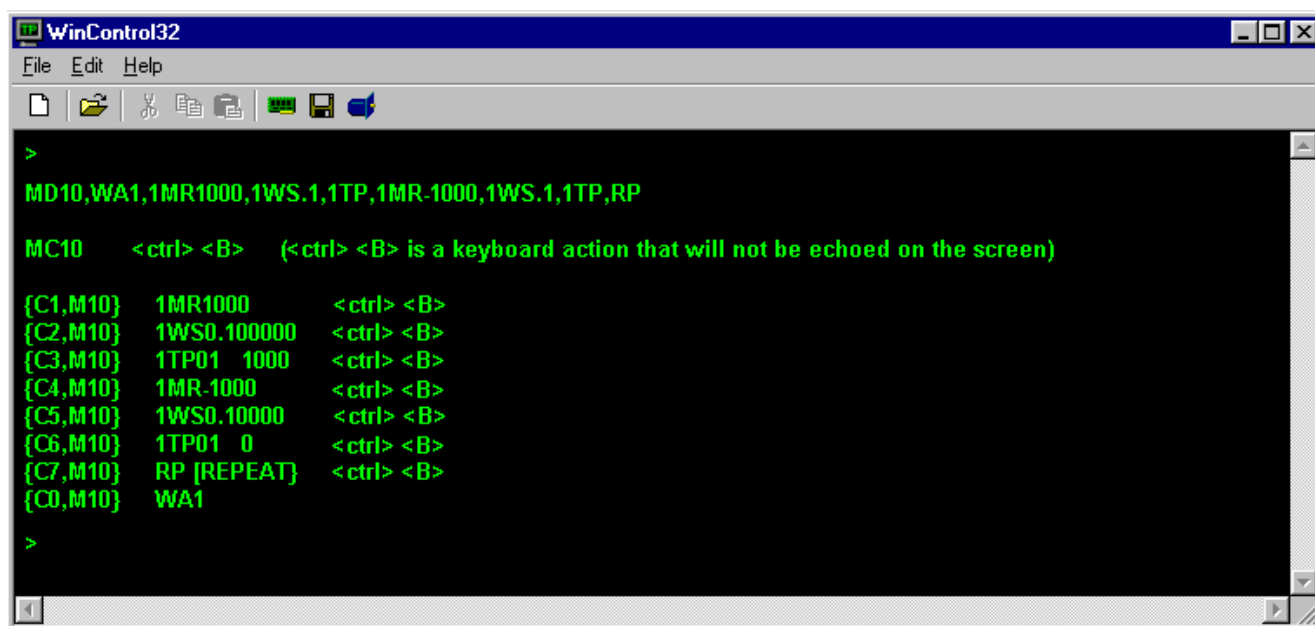 WinControl32
File Edit Help
>
MD10,WA1,1MR1000,1WS.1,1TP,1MR-1000,1WS.1,1TP,RP
MC10 <ctrl> <B> (<ctrl> <B> is a keyboard action that will not be echoed on the screen)
{C1,M10} 1MR1000 <ctrl> <B>
{C2,M10} 1WS0.100000 <ctrl> <B>
{C3,M10} 1TP01 1000 <ctrl> <B>
{C4,M10} 1MR-1000 <ctrl> <B>
{C5,M10} 1WS0.10000 <ctrl> <B>
{C6,M10} 1TP01 0 <ctrl> <B>
{C7,M10} RP [REPEAT} <ctrl> <B>
{C0,M10} WA1
>